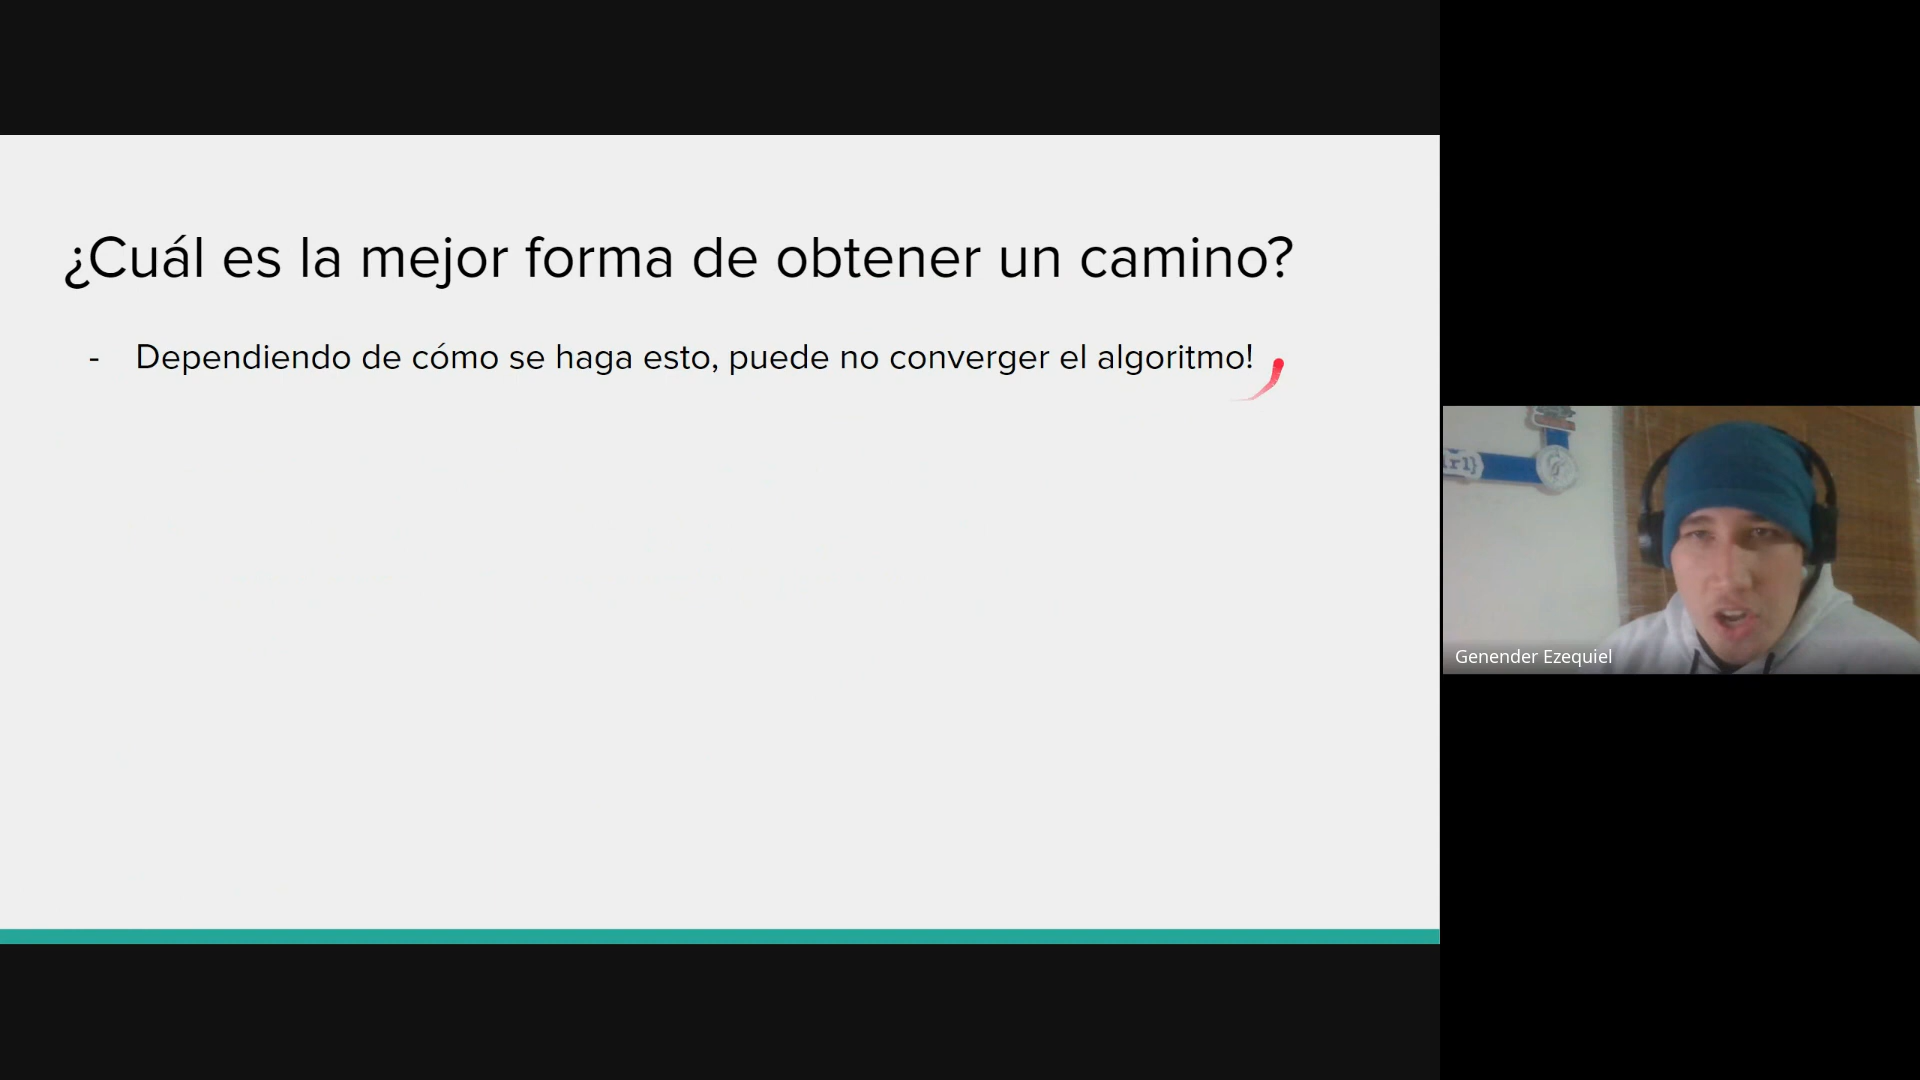 ¿Cuál es la mejor forma de obtener un camino?
- Dependiendo de cómo se haga esto, puede no converger el algoritmo!
{r1}
Genender Ezequiel